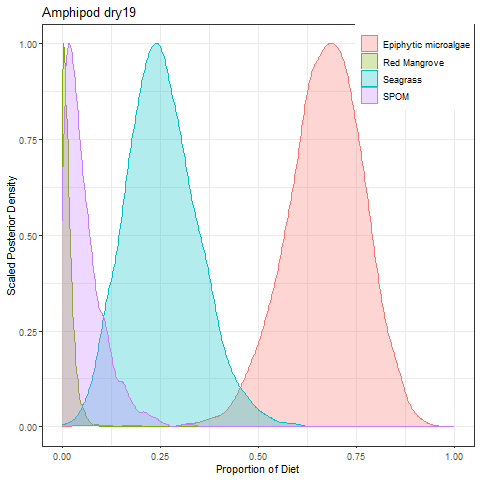 Amphipod dry19
Epiphytic microalgae
Red Mangrove
Seagrass
SPOM
1.00
0.75
0.50
0.25
0.00
Scaled Posterior Density
0.00 0.25 0.50 0.75 1.00
Proportion of Diet